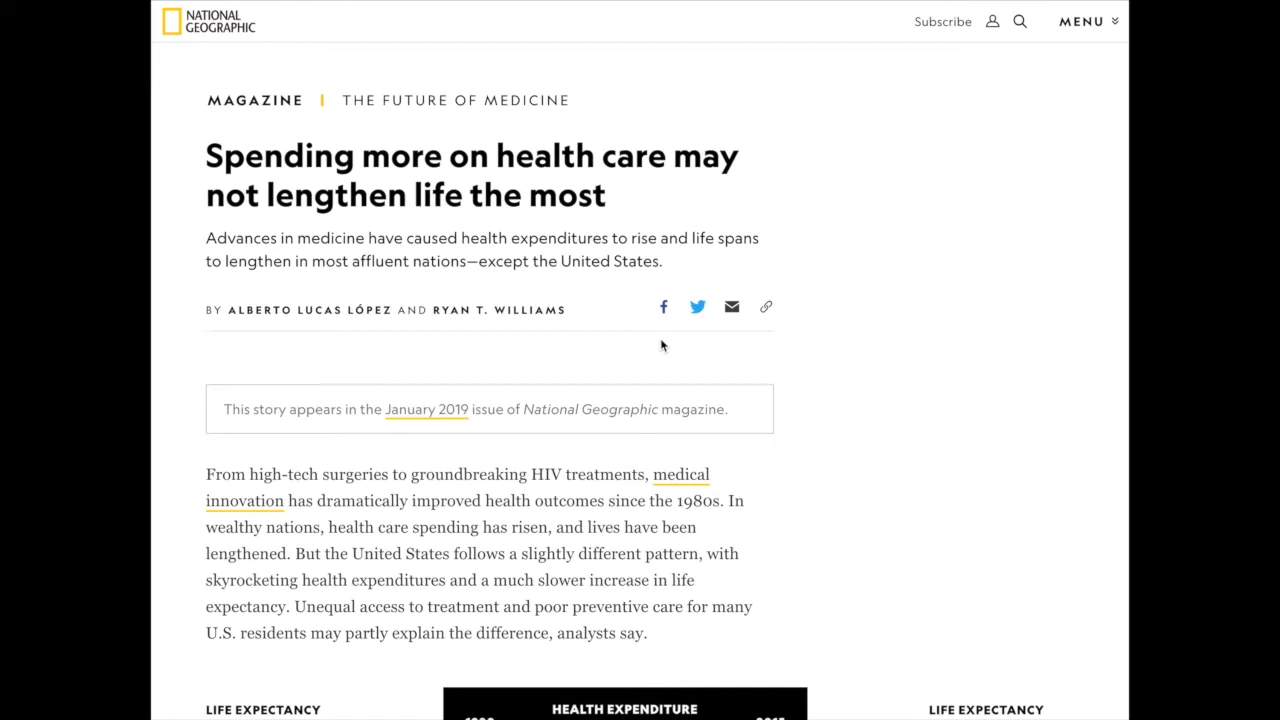 NATIONAL
GEOGRAPHIC
Subscribe
MENU
MAGAZINE | THE FUTURE OF MEDICINE
Spending more on health care may
not lengthen life the most
Advances in medicine have caused health expenditures to rise and life spans
to lengthen in most affluent nations—except the United States.
BY ALBERTO LUCAS LÓPEZ AND RYAN T. WILLIAMS
This story appears in the January 2019 issue of National Geographic magazine.
From high-tech surgeries to groundbreaking HIV treatments, medical
innovation has dramatically improved health outcomes since the 1980s. In
wealthy nations, health care spending has risen, and lives have been
lengthened. But the United States follows a slightly different pattern, with
skyrocketing health expenditures and a much slower increase in life
expectancy. Unequal access to treatment and poor preventive care for many
U.S. residents may partly explain the difference, analysts say.
LIFE EXPECTANCY
HEALTH EXPENDITURE
LIFE EXPECTANCY